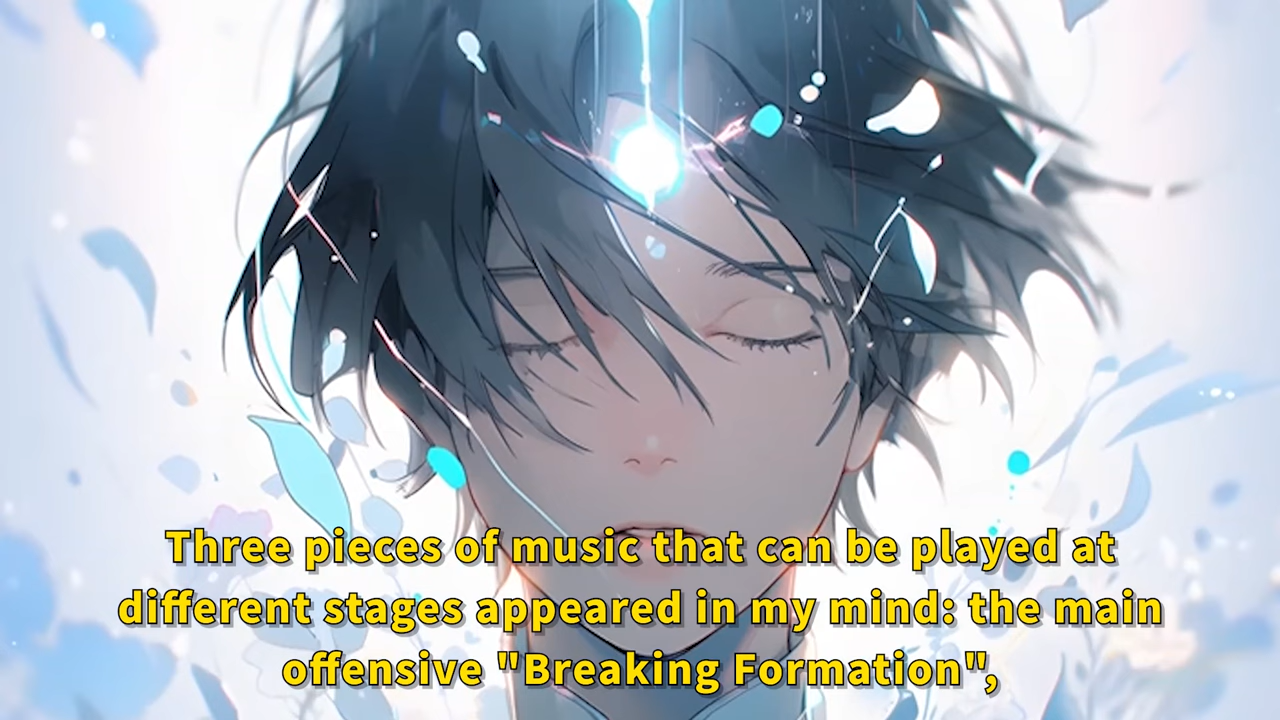 Three pieces of music that can be played at
different stages appeared in my mind: the main
offensive "Breaking Formation",